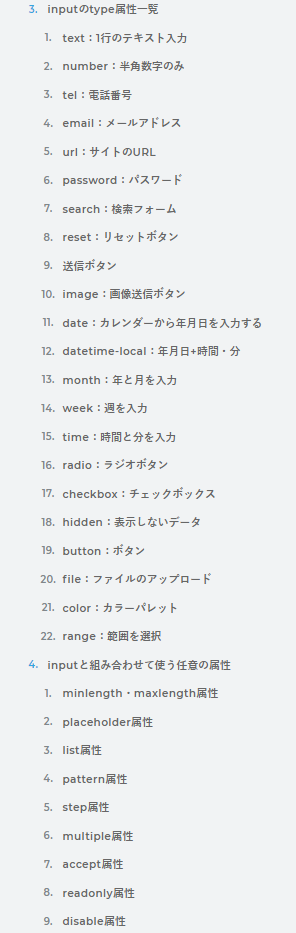 3. inputのtype属性一覧
1. text：1行のテキスト入力
2. number：半角数字のみ
3. tel：電話番号
4. email：メールアドレス
5. url：サイトのURL
6. password：パスワード
7. search：検索フォーム
8. reset：リセットボタン
9. 送信ボタン
10. image：画像送信ボタン
11. date：カレンダーから年月日を入力する
12. datetime-local：年月日+時間・分
13. month：年と月を入力
14. week：週を入力
15. time：時間と分を入力
16. radio：ラジオボタン
17. checkbox：チェックボックス
18. hidden：表示しないデータ
19. button：ボタン
20. file：ファイルのアップロード
21. color：カラーパレット
22. range：範囲を選択
4. inputと組み合わせて使う任意の属性
1. minlength・maxlength属性
2. placeholder属性
3. list属性
4. pattern属性
5. step属性
6. multiple属性
7. accept属性
8. readonly属性
9. disable属性